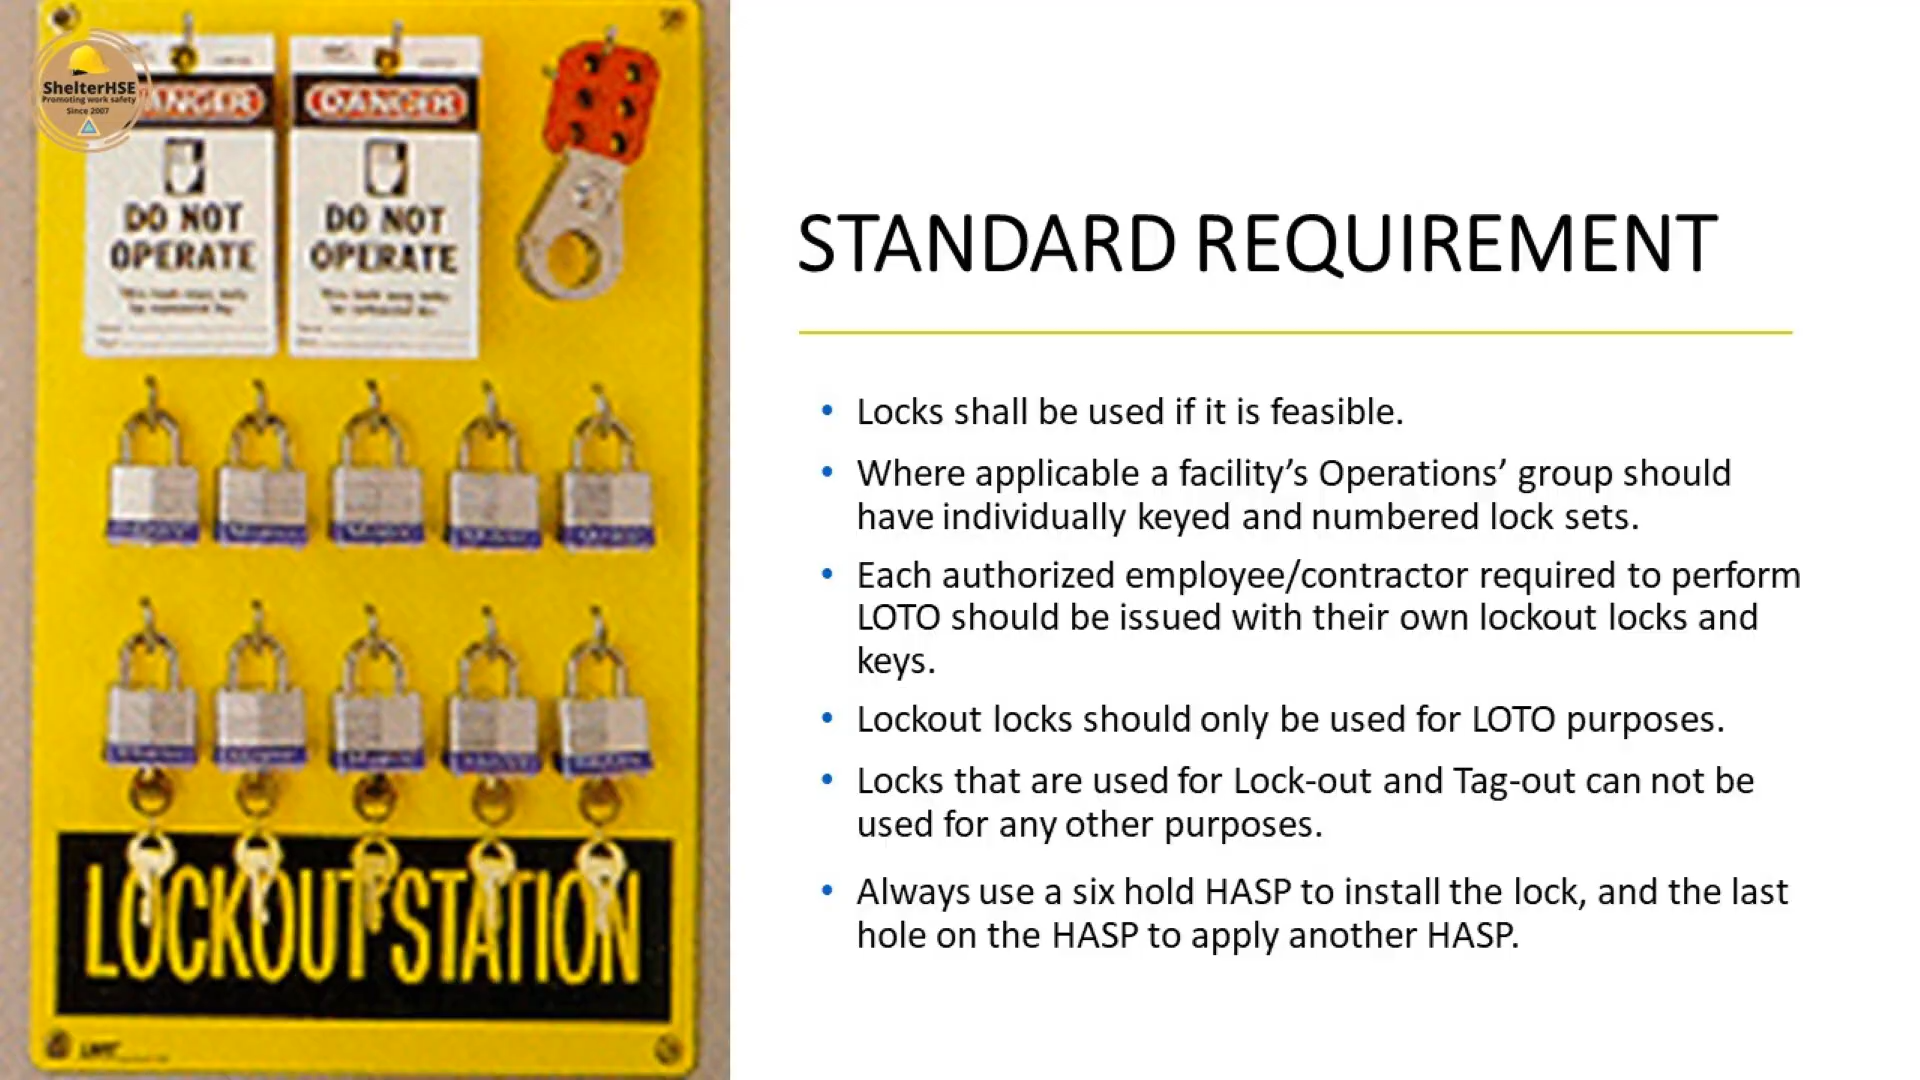 ShelterHSE
Promoting work safety
Since 2007
DANGER
DO NOT
OPERATE
DANGER
DO NOT
OPERATE
LOCKOUT STATION
STANDARD REQUIREMENT
• Locks shall be used if it is feasible.
• Where applicable a facility’s Operations’ group should
have individually keyed and numbered lock sets.
• Each authorized employee/contractor required to perform
LOTO should be issued with their own lockout locks and
keys.
• Lockout locks should only be used for LOTO purposes.
• Locks that are used for Lock-out and Tag-out can not be
used for any other purposes.
• Always use a six hold HASP to install the lock, and the last
hole on the HASP to apply another HASP.